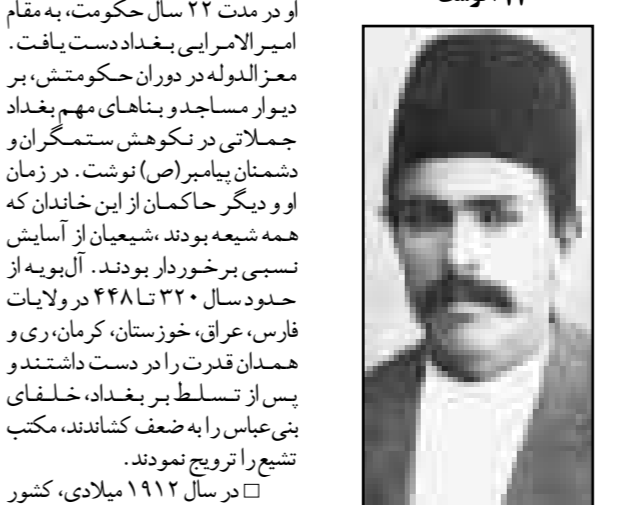 او در مدت ۲۲ سال حکومت، به مقام
امیرالامرایی بغداد دست یافت.
معزالدوله در دوران حکومتش، بر
دیوار مساجد و بناهای مهم بغداد
جملاتی در نکوهش ستمگران و
دشمنان پیامبر(ص) نوشت. در زمان
او و دیگر حاکمان از این خاندان که
همه شیعه بودند ،شیعیان از آسایش
نسبی برخوردار بودند. آل‌بویه از
حدود سال ۳۲۰ تا ۴۴۸ در ولایات
فارس، عراق، خوزستان، کرمان، ری و
همدان قدرت را در دست داشتند و
پس از تسلط بر بغداد، خلفای
بنی‌عباس را به ضعف کشاندند، مکتب
تشیع را ترویج نمودند.
□ در سال ۱۹۱۲ میلادی، کشور